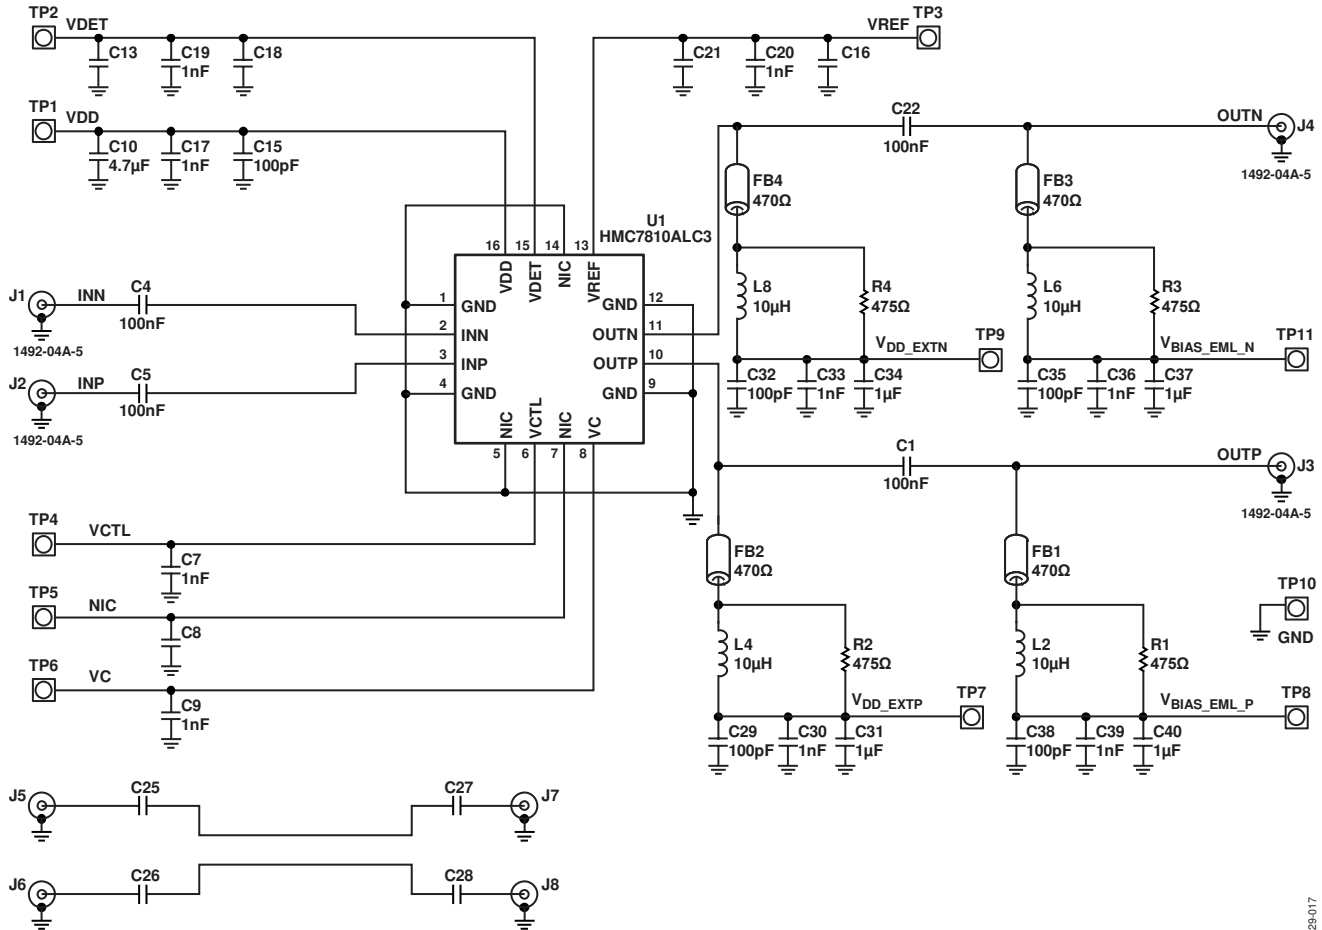 TP2
VDET
C13
C19
1nF
C18
TP3
VREF
C21
C20
1nF
C16
TP1
VDD
C10
4.7µF
C17
1nF
C15
100pF
C22
100nF
OUTN
J4
1492-04A-5
FB4
470Ω
FB3
470Ω
U1
HMC7810ALC3
16
15
14
13
VDD
VDET
NIC
VREF
1
GND
2
INN
3
INP
4
GND
GND
12
OUTN
11
OUTP
10
GND
9
NIC
VCTL
NIC
VC
5
6
7
8
J1
INN
C4
100nF
1492-04A-5
J2
INP
C5
100nF
1492-04A-5
L8
10µH
R4
475Ω
L6
10µH
R3
475Ω
VDD_EXTN
TP9
VBIAS_EML_N
TP11
C32
100pF
C33
1nF
C34
1µF
C35
100pF
C36
1nF
C37
1µF
C1
100nF
OUTP
J3
1492-04A-5
TP4
VCTL
C7
1nF
TP5
NIC
C8
TP6
VC
C9
1nF
FB2
470Ω
FB1
470Ω
TP10
GND
L4
10µH
R2
475Ω
L2
10µH
R1
475Ω
VDD_EXTP
TP7
VBIAS_EML_P
TP8
C29
100pF
C30
1nF
C31
1µF
C38
100pF
C39
1nF
C40
1µF
J5
C25
C27
J7
J6
C26
C28
J8
29-017